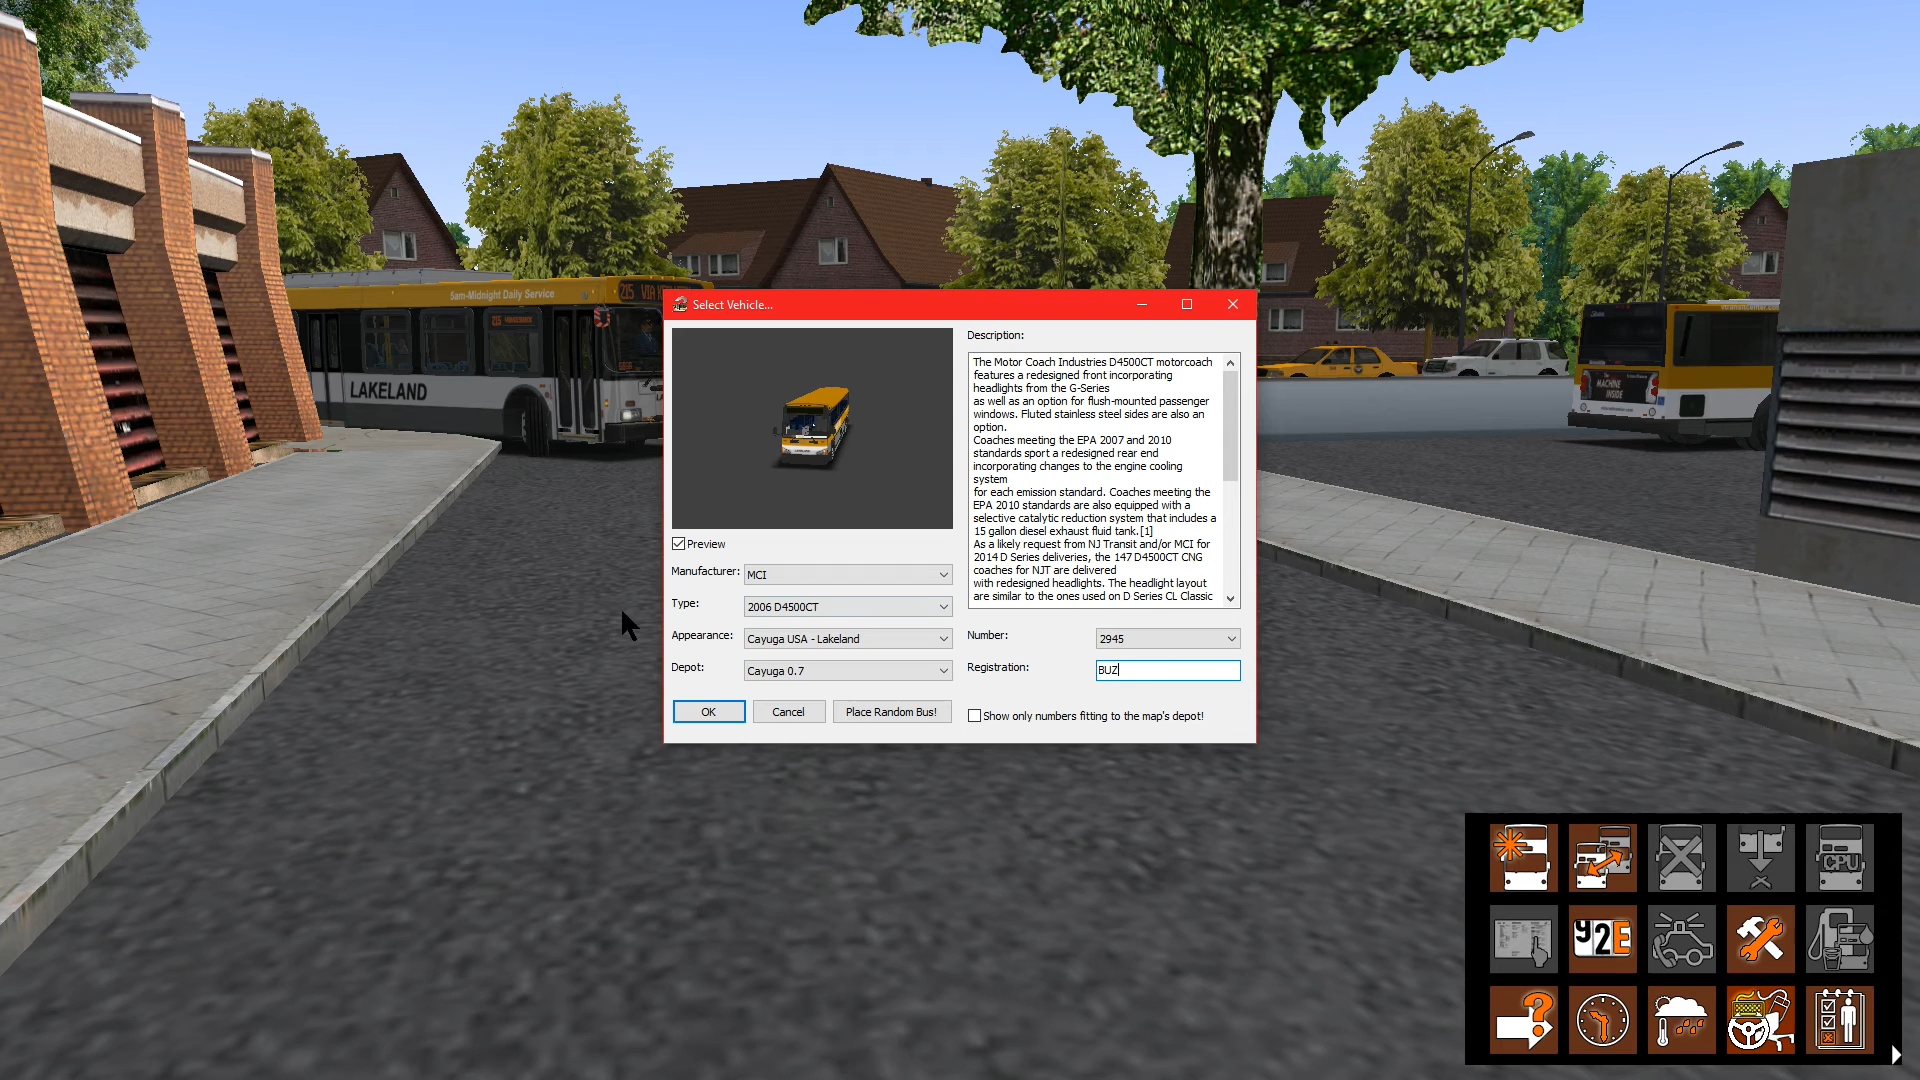 5am-Midnight Daily Service
215 VIA
215
LAKELAND
MACHINE
INSIDE
Select Vehicle...
Description:
The Motor Coach Industries D4500CT motorcoach
features a redesigned front incorporating
headlights from the G-Series
as well as an option for flush-mounted passenger
windows. Fluted stainless steel sides are also an
option.
Coaches meeting the EPA 2007 and 2010
standards sport a redesigned rear end
incorporating changes to the engine cooling
system
for each emission standard. Coaches meeting the
EPA 2010 standards are also equipped with a
selective catalytic reduction system that includes a
15 gallon diesel exhaust fluid tank.[1]
As a likely request from NJ Transit and/or MCI for
2014 D Series deliveries, the 147 D4500CT CNG
coaches for NJT are delivered
with redesigned headlights. The headlight layout
are similar to the ones used on D Series CL Classic
Preview
Manufacturer: MCI
Type: 2006 D4500CT
Appearance: Cayuga USA - Lakeland
Depot: Cayuga 0.7
Number: 2945
Registration: BUZ
OK
Cancel
Place Random Bus!
Show only numbers fitting to the map's depot!
CPU
92E
?